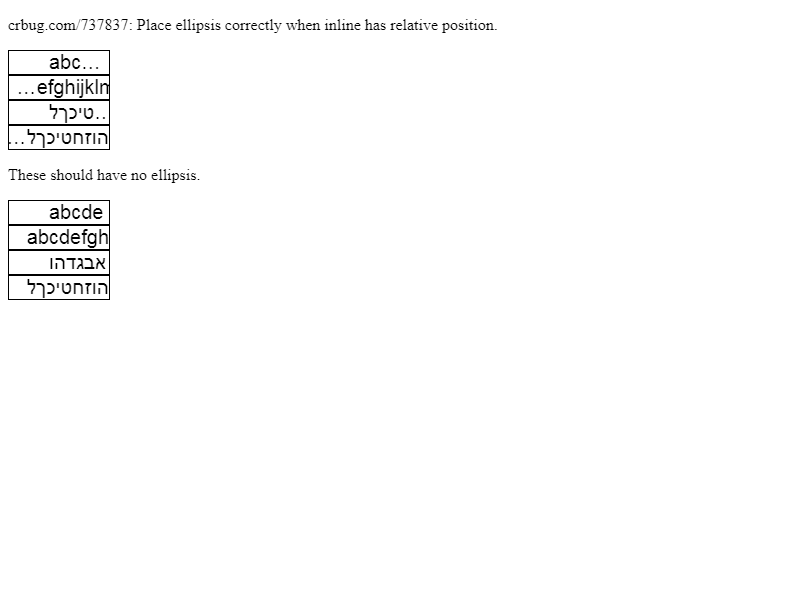 crbug.com/737837: Place ellipsis correctly when inline has relative position.
abc…
…efghijklm
..טיכךל
הוזחטיכךל…
These should have no ellipsis.
abcde
abcdefgh
אבגדהו
הוזחטיכךל